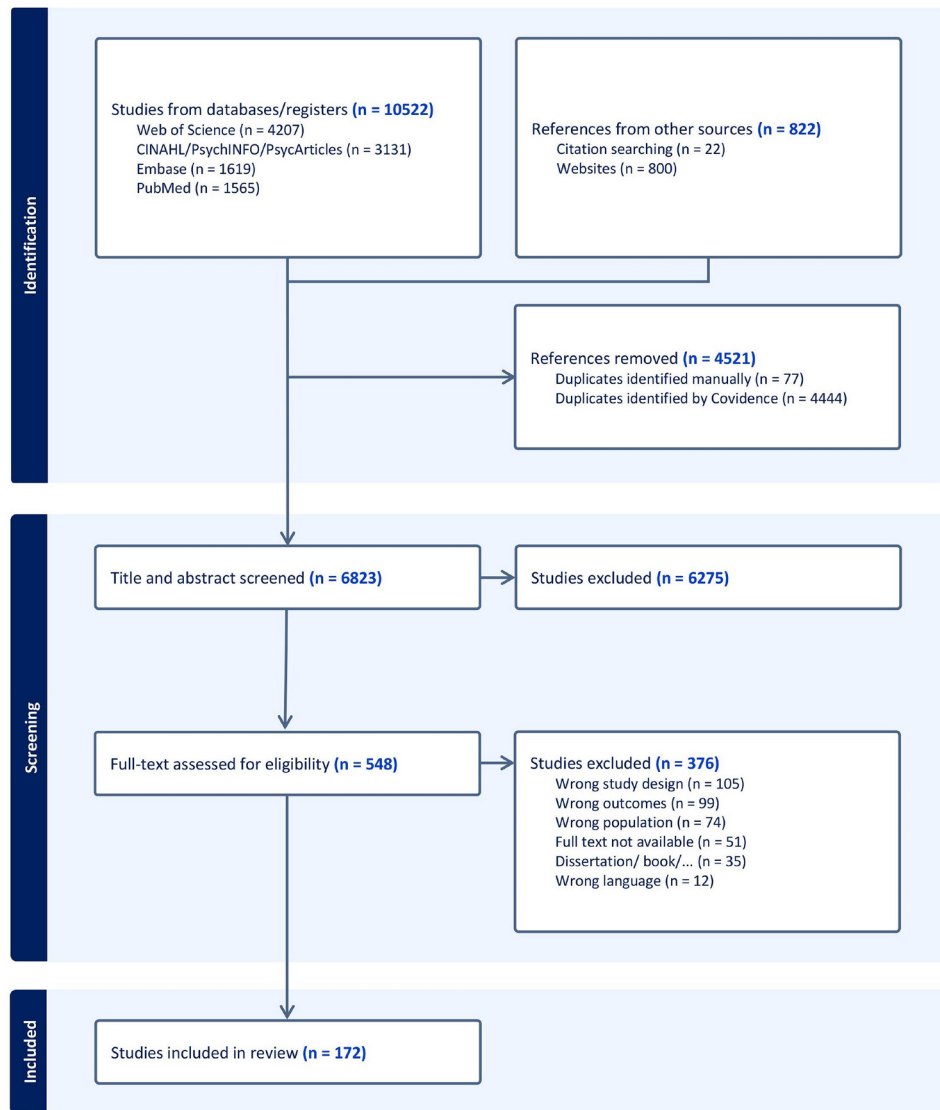 Identification
Studies from databases/registers (n = 10522)
Web of Science (n = 4207)
CINAHL/PsychINFO/PsycArticles (n = 3131)
Embase (n = 1619)
PubMed (n = 1565)
References from other sources (n = 822)
Citation searching (n = 22)
Websites (n = 800)
References removed (n = 4521)
Duplicates identified manually (n = 77)
Duplicates identified by Covidence (n = 4444)
Screening
Title and abstract screened (n = 6823)
Studies excluded (n = 6275)
Full-text assessed for eligibility (n = 548)
Studies excluded (n = 376)
Wrong study design (n = 105)
Wrong outcomes (n = 99)
Wrong population (n = 74)
Full text not available (n = 51)
Dissertation/ book/... (n = 35)
Wrong language (n = 12)
Included
Studies included in review (n = 172)